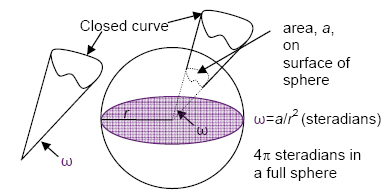 Closed curve
area, a,
on
surface of
sphere
r
ω
ω
ω=a/r² (steradians)
4π steradians in
a full sphere